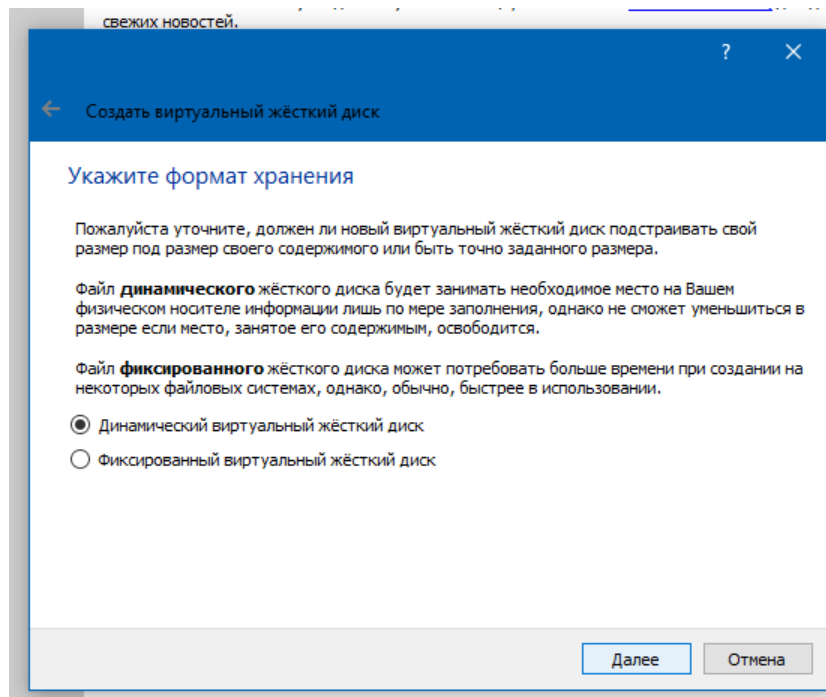 свежих новостей.
?
Создать виртуальный жёсткий диск
Укажите формат хранения
Пожалуйста уточните, должен ли новый виртуальный жёсткий диск подстраивать свой
размер под размер своего содержимого или быть точно заданного размера.
Файл динамического жёсткого диска будет занимать необходимое место на Вашем
физическом носителе информации лишь по мере заполнения, однако не сможет уменьшиться в
размере если место, занятое его содержимым, освободится.
Файл фиксированного жёсткого диска может потребовать больше времени при создании на
некоторых файловых системах, однако, обычно, быстрее в использовании.
Динамический виртуальный жёсткий диск
Фиксированный виртуальный жёсткий диск
Далее Отмена